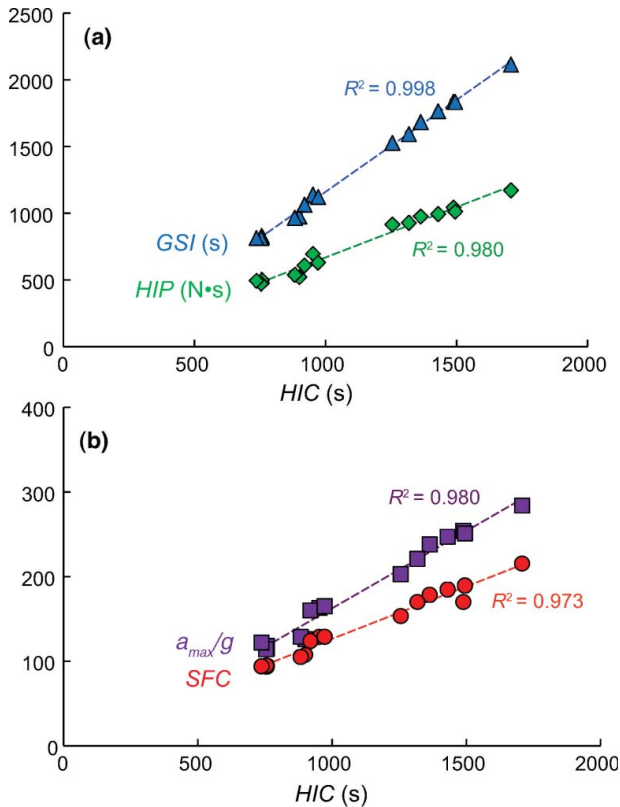 2500
(a)
R² = 0.998
2000
1500
1000
GSI (s)
R² = 0.980
500
HIP (N•s)
0
0 500 1000 1500 2000
HIC (s)
400
(b)
R² = 0.980
300
200
R² = 0.973
a_max/g
SFC
100
0
0 500 1000 1500 2000
HIC (s)